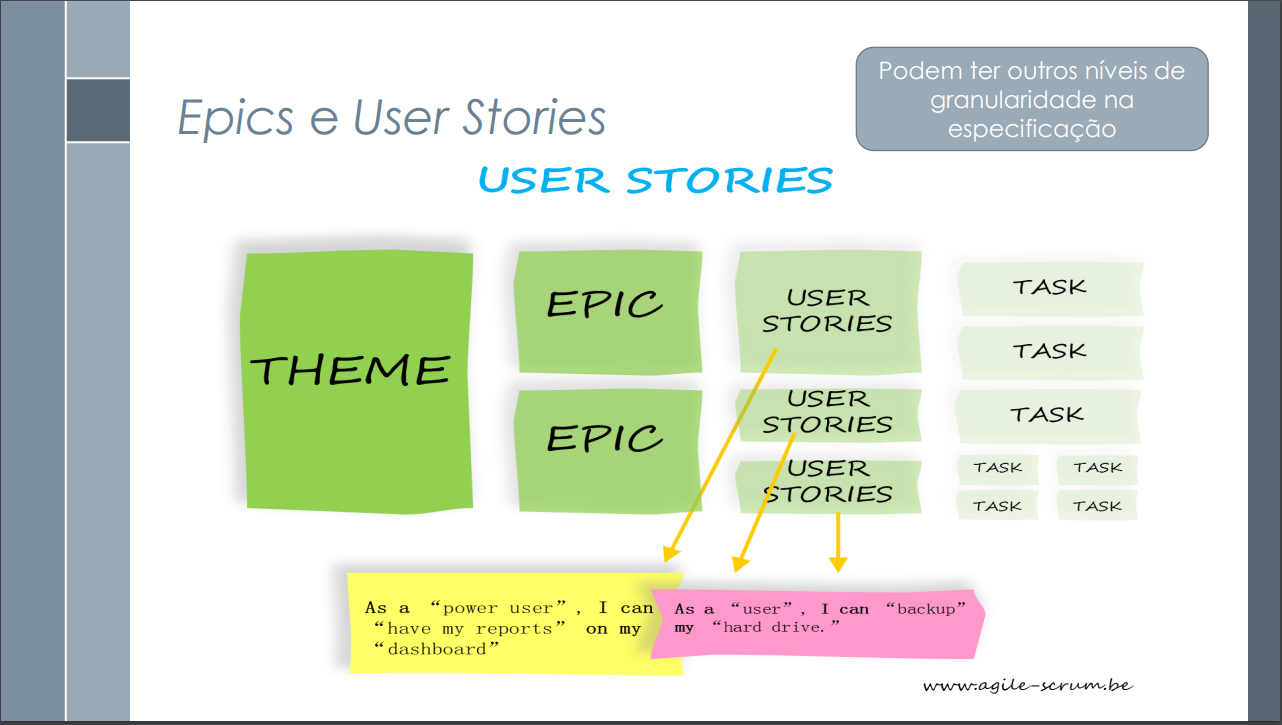 Podem ter outros níveis de
granularidade na
especificação
Epics e User Stories
USER STORIES
THEME
EPIC
EPIC
USER
STORIES
USER
STORIES
USER
STORIES
TASK
TASK
TASK
TASK
TASK
TASK
TASK
As a “power user”, I can
“have my reports” on my
“dashboard”
As a “user”, I can “backup”
my “hard drive.”
www.agile-scrum.be